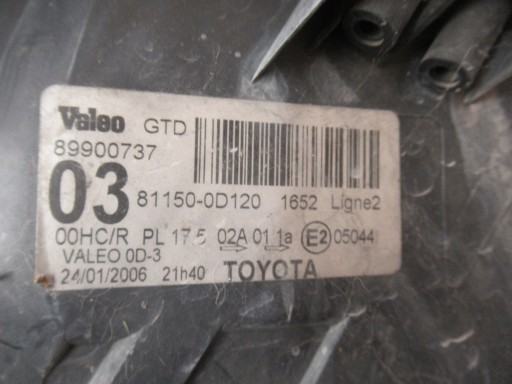 Valeo GTD
89900737
03 81150-0D120 1652 Ligne2
00HC/R PL 17.5 02A 01 1a E2 05044
VALEO 0D-3
24/01/2006 21h40 TOYOTA